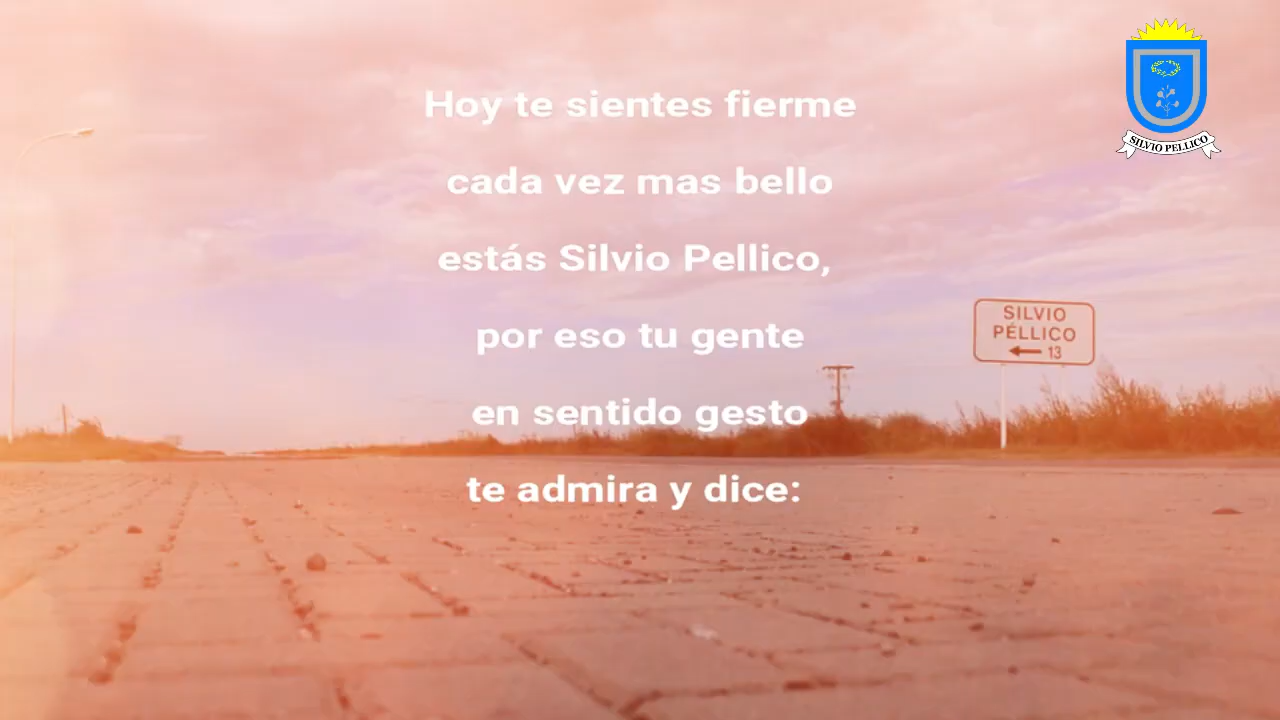 SILVIO PELLICO
Hoy te sientes fierme
cada vez mas bello
estás Silvio Pellico,
por eso tu gente
en sentido gesto
te admira y dice:
SILVIO
PÉLLICO
← 13